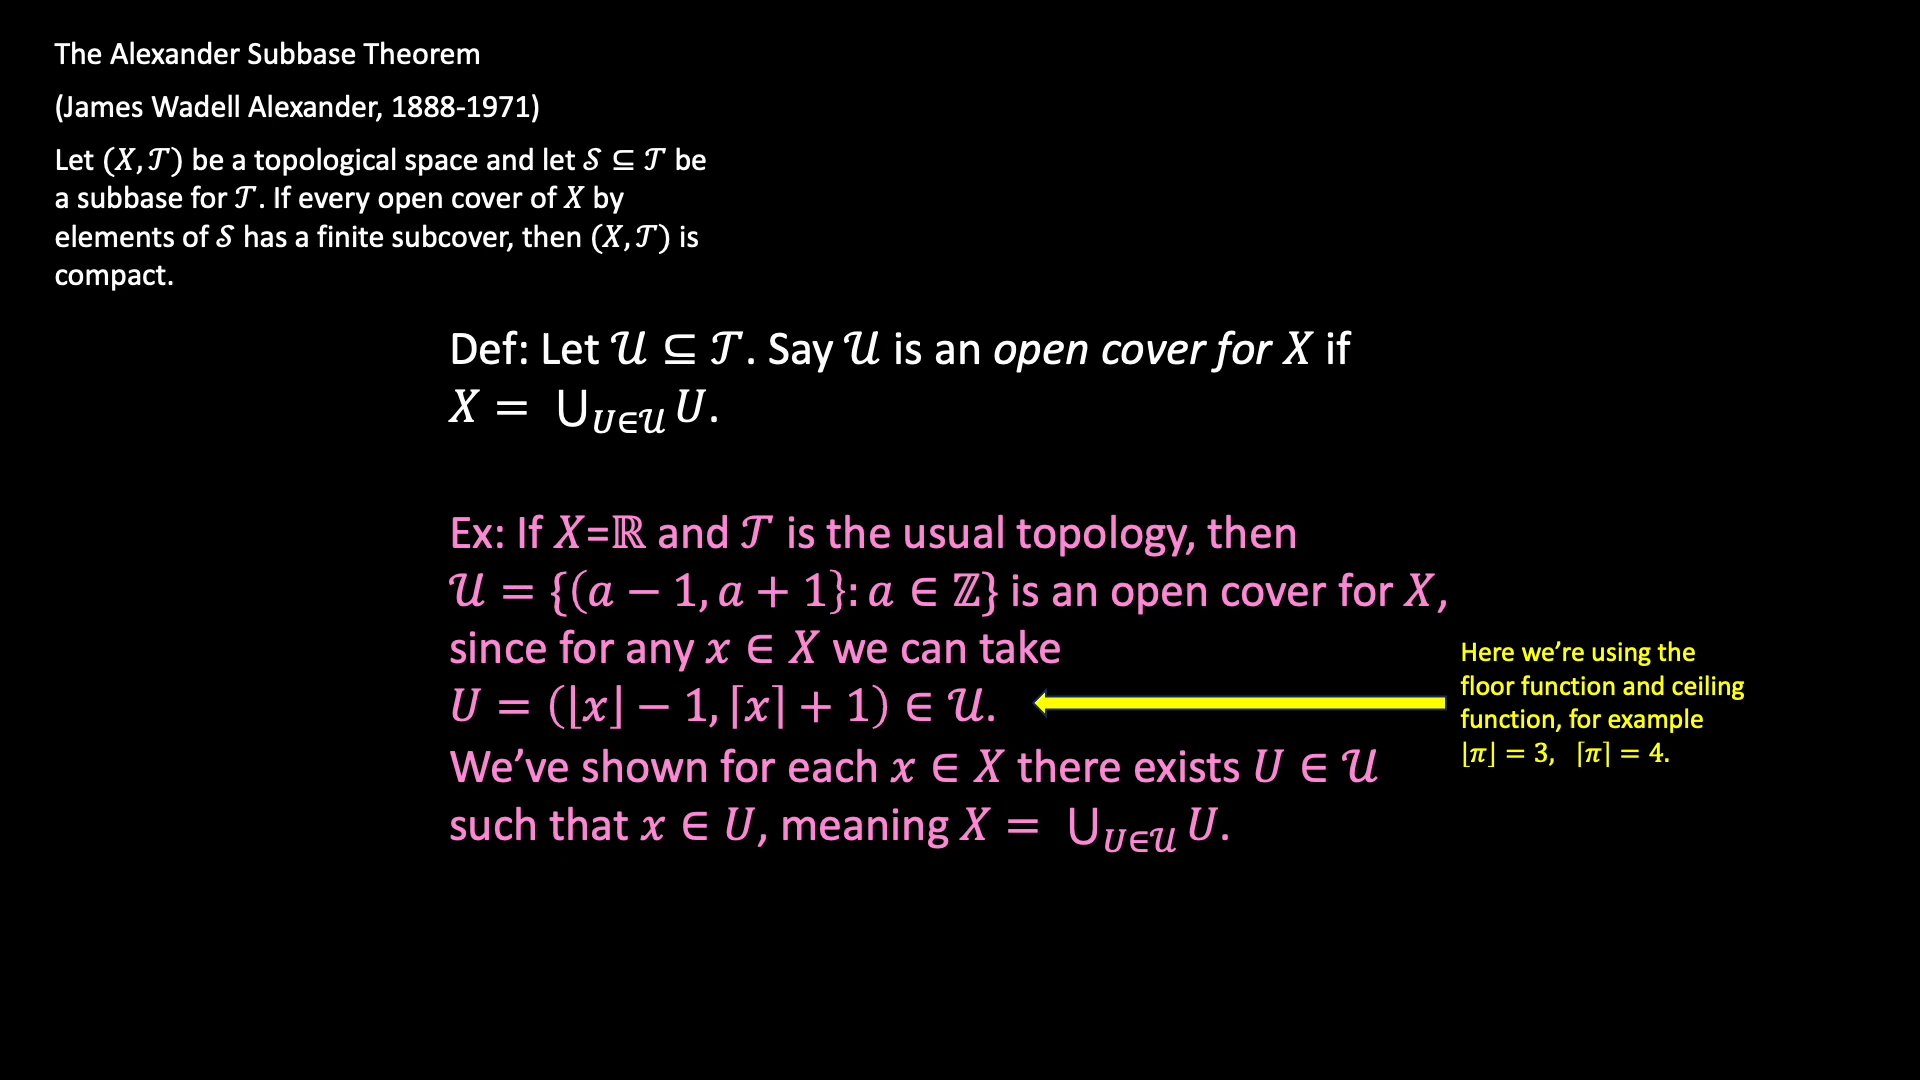 The Alexander Subbase Theorem
(James Wadell Alexander, 1888-1971)
Let (𝑋, 𝒯) be a topological space and let 𝒮 ⊆ 𝒯 be
a subbase for 𝒯. If every open cover of 𝑋 by
elements of 𝒮 has a finite subcover, then (𝑋, 𝒯) is
compact.
Def: Let 𝒰 ⊆ 𝒯. Say 𝒰 is an open cover for 𝑋 if
𝑋 = ⋃_{𝑈∈𝒰} 𝑈.
Ex: If 𝑋=ℝ and 𝒯 is the usual topology, then
𝒰 = {(𝑎 − 1, 𝑎 + 1}: 𝑎 ∈ ℤ} is an open cover for 𝑋,
since for any 𝑥 ∈ 𝑋 we can take
𝑈 = (⌊𝑥⌋ − 1, ⌈𝑥⌉ + 1) ∈ 𝒰.
We’ve shown for each 𝑥 ∈ 𝑋 there exists 𝑈 ∈ 𝒰
such that 𝑥 ∈ 𝑈, meaning 𝑋 = ⋃_{𝑈∈𝒰} 𝑈.
Here we’re using the
floor function and ceiling
function, for example
⌊𝜋⌋ = 3, ⌈𝜋⌉ = 4.